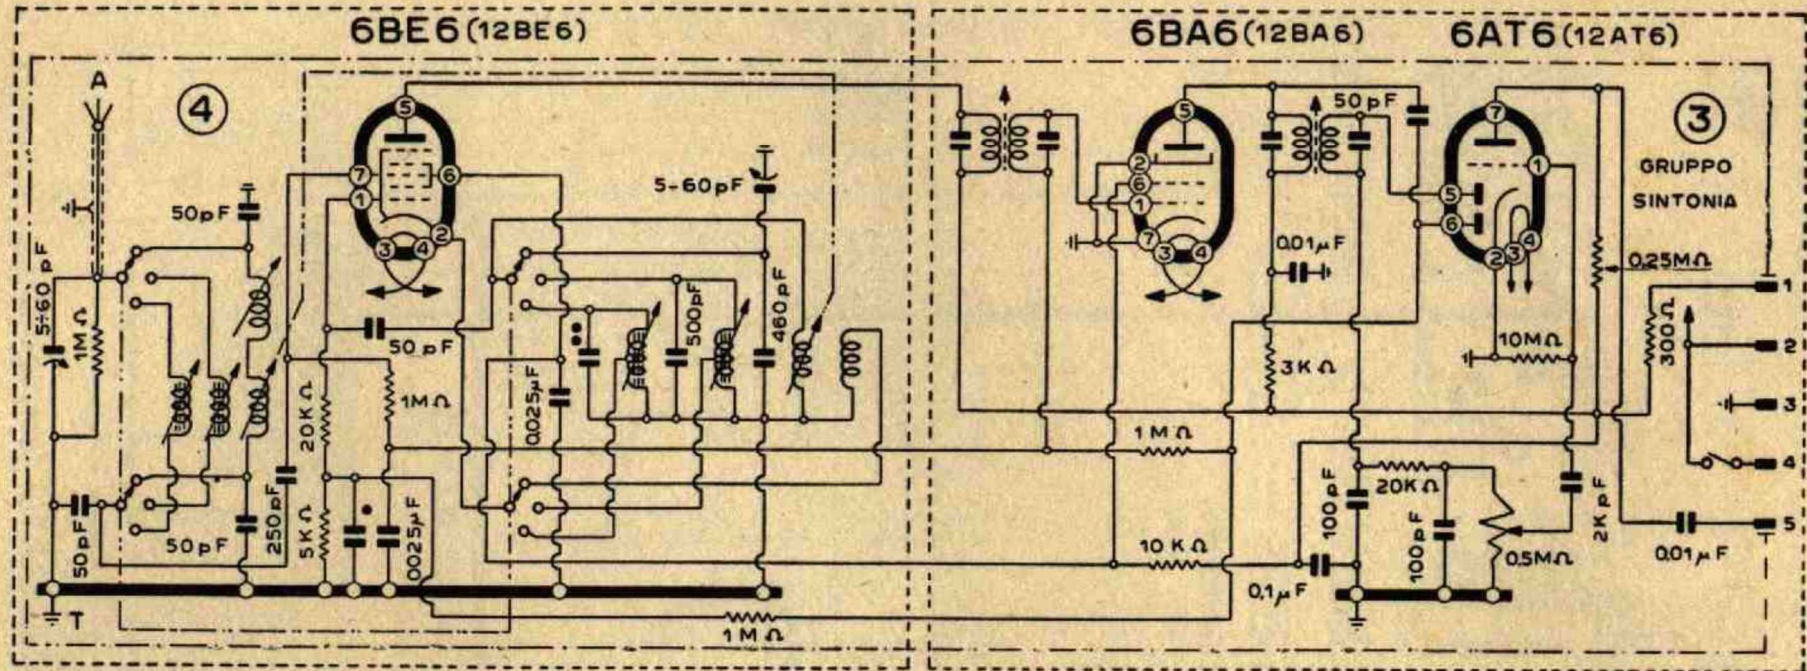 6BE6 (12BE6)
6BA6 (12BA6)
6AT6 (12AT6)
A
4
5
7
1
6
2
3
4
50pF
5-60pF
5÷60 pF
1MΩ
50pF
20KΩ
1MΩ
0,025µF
500pF
460pF
250pF
5KΩ
0,025µF
50pF
50pF
T
1MΩ
5
2
6
1
7
3
4
0,01µF
3KΩ
1MΩ
10KΩ
0,1µF
50pF
7
1
5
6
2
3
4
3
GRUPPO
SINTONIA
0,25MΩ
10MΩ
300Ω
1
2
3
4
5
20KΩ
100pF
100pF
0,5MΩ
2KpF
0,01µF